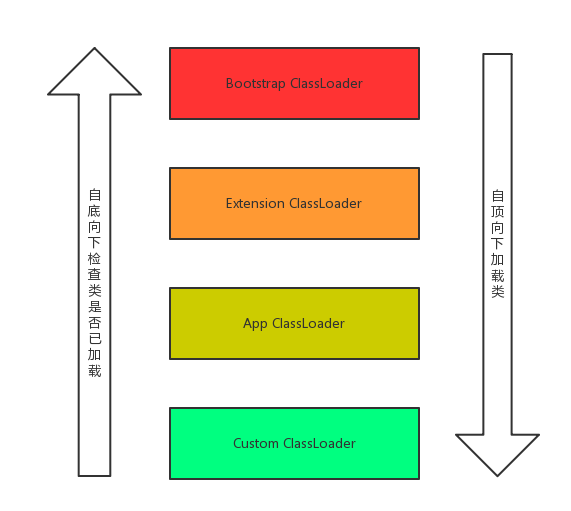 Bootstrap ClassLoader
Extension ClassLoader
App ClassLoader
Custom ClassLoader
自底向下检查类是否已加载
自顶向下加载类